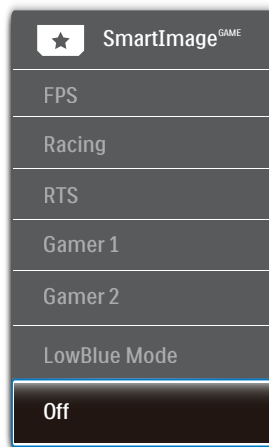 SmartImage GAME
FPS
Racing
RTS
Gamer 1
Gamer 2
LowBlue Mode
Off